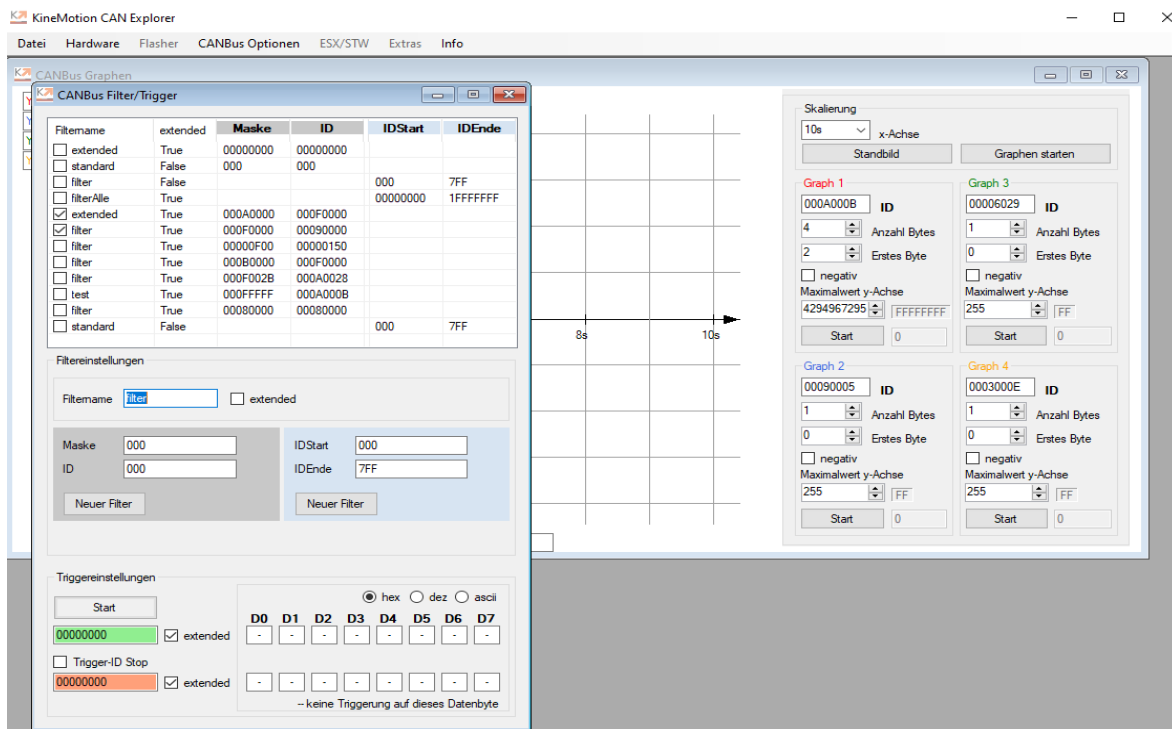 KineMotion CAN Explorer
Datei Hardware Flasher CANBus Optionen ESX/STW Extras Info
CANBus Graphen
CANBus Filter/Trigger
Filtername extended Maske ID IDStart IDEnde
extended True 00000000 00000000
standard False 000 000
filter False 000 7FF
filterAlle True 00000000 1FFFFFFF
extended True 000A0000 000F0000
filter True 000F0000 00090000
filter True 00000F00 00000150
filter True 000B0000 000F0000
filter True 000F002B 000A0028
test True 000FFFFF 000A000B
filter True 00080000 00080000
standard False 000 7FF
Filtereinstellungen
Filtername filter extended
Maske 000
ID 000
Neuer Filter
IDStart 000
IDEnde 7FF
Neuer Filter
Triggereinstellungen
Start
hex dez ascii
D0 D1 D2 D3 D4 D5 D6 D7
00000000 extended - - - - - - - -
Trigger-ID Stop
00000000 extended - - - - - - - -
-- keine Triggerung auf dieses Datenbyte
8s 10s
Skalierung
10s x-Achse
Standbild Graphen starten
Graph 1
000A000B ID
4 Anzahl Bytes
2 Erstes Byte
negativ
Maximalwert y-Achse
4294967295 FFFFFFFF
Start 0
Graph 3
00006029 ID
1 Anzahl Bytes
0 Erstes Byte
negativ
Maximalwert y-Achse
255 FF
Start 0
Graph 2
00090005 ID
1 Anzahl Bytes
0 Erstes Byte
negativ
Maximalwert y-Achse
255 FF
Start 0
Graph 4
0003000E ID
1 Anzahl Bytes
0 Erstes Byte
negativ
Maximalwert y-Achse
255 FF
Start 0